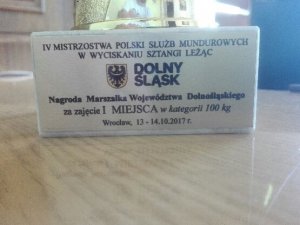 IV MISTRZOSTWA POLSKI SŁUŻB MUNDUROWYCH
W WYCISKANIU SZTANGI LEŻĄC
DOLNY
ŚLĄSK
Nagroda Marszałka Województwa Dolnośląskiego
za zajęcie I MIEJSCA w kategorii 100 kg
Wrocław, 13 - 14.10.2017 r.